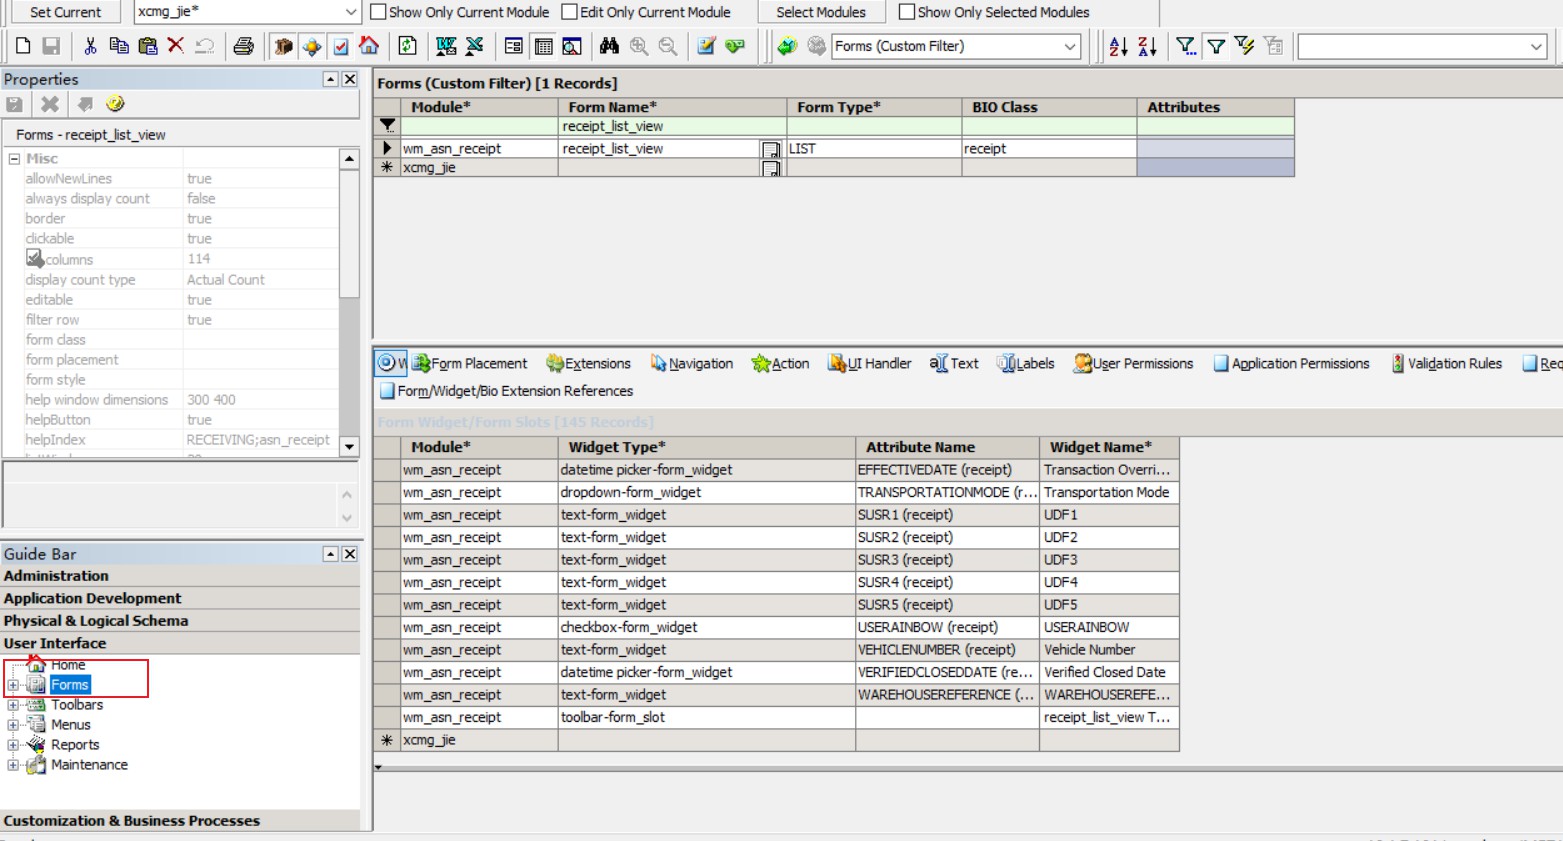 Set Current xcmg_jie* Show Only Current Module Edit Only Current Module Select Modules Show Only Selected Modules
Forms (Custom Filter)
Properties
Forms - receipt_list_view
Misc
allowNewLines true
always display count false
border true
clickable true
columns 114
display count type Actual Count
editable true
filter row true
form class
form placement
form style
help window dimensions 300 400
helpButton true
helpIndex RECEIVING;asn_receipt
Guide Bar
Administration
Application Development
Physical & Logical Schema
User Interface
Home
Forms
Toolbars
Menus
Reports
Maintenance
Customization & Business Processes
Forms (Custom Filter) [1 Records]
Module* Form Name* Form Type* BIO Class Attributes
receipt_list_view
wm_asn_receipt receipt_list_view LIST receipt
xcmg_jie
W Form Placement Extensions Navigation Action UI Handler Text Labels User Permissions Application Permissions Validation Rules Req
Form/Widget/Bio Extension References
Form Widget/Form Slots [145 Records]
Module* Widget Type* Attribute Name Widget Name*
wm_asn_receipt datetime picker-form_widget EFFECTIVEDATE (receipt) Transaction Overri...
wm_asn_receipt dropdown-form_widget TRANSPORTATIONMODE (r... Transportation Mode
wm_asn_receipt text-form_widget SUSR1 (receipt) UDF1
wm_asn_receipt text-form_widget SUSR2 (receipt) UDF2
wm_asn_receipt text-form_widget SUSR3 (receipt) UDF3
wm_asn_receipt text-form_widget SUSR4 (receipt) UDF4
wm_asn_receipt text-form_widget SUSR5 (receipt) UDF5
wm_asn_receipt checkbox-form_widget USERAINBOW (receipt) USERAINBOW
wm_asn_receipt text-form_widget VEHICLENUMBER (receipt) Vehicle Number
wm_asn_receipt datetime picker-form_widget VERIFIEDCLOSEDDATE (re... Verified Closed Date
wm_asn_receipt text-form_widget WAREHOUSEREFERENCE (... WAREHOUSEREFE...
wm_asn_receipt toolbar-form_slot receipt_list_view T...
xcmg_jie